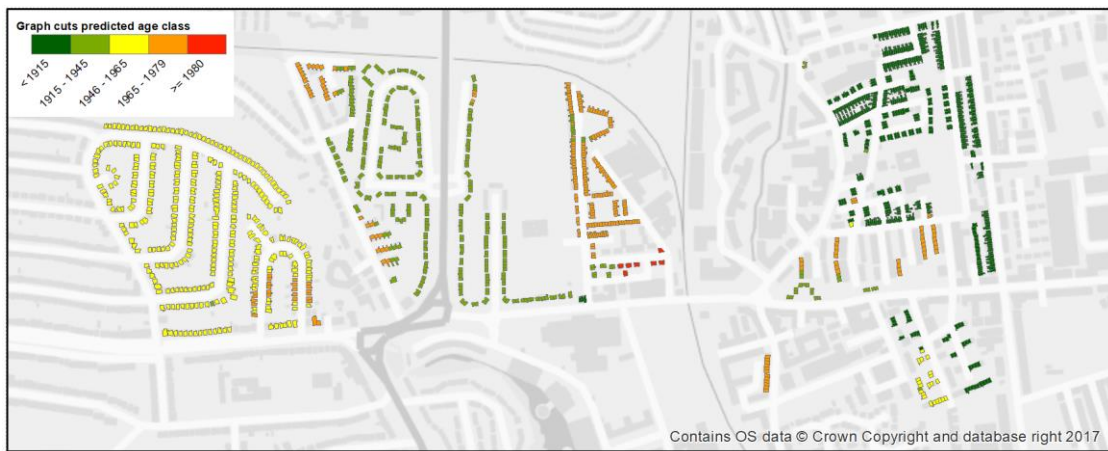 Graph cuts predicted age class
< 1915
1915 - 1945
1946 - 1965
1965 - 1979
>= 1980
Contains OS data © Crown Copyright and database right 2017